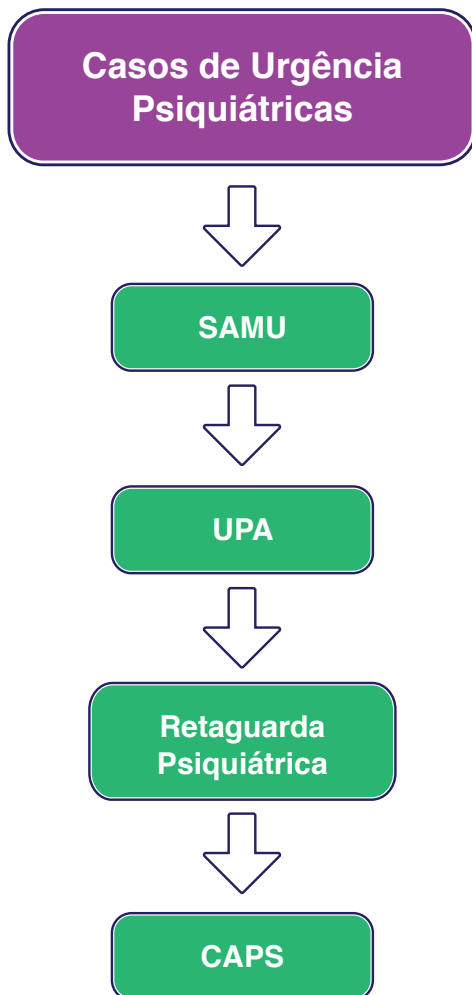 Casos de Urgência
Psiquiátricas
SAMU
UPA
Retaguarda
Psiquiátrica
CAPS